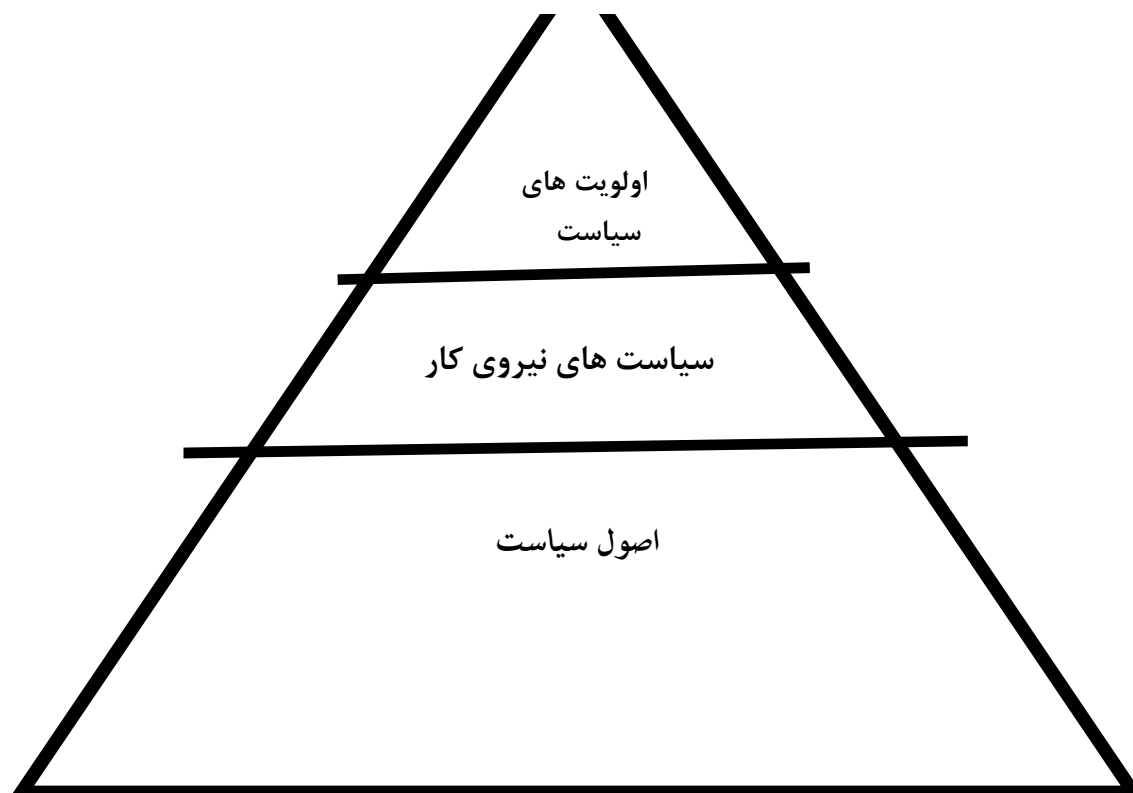 اولویت های
سیاست
سیاست های نیروی کار
اصول سیاست